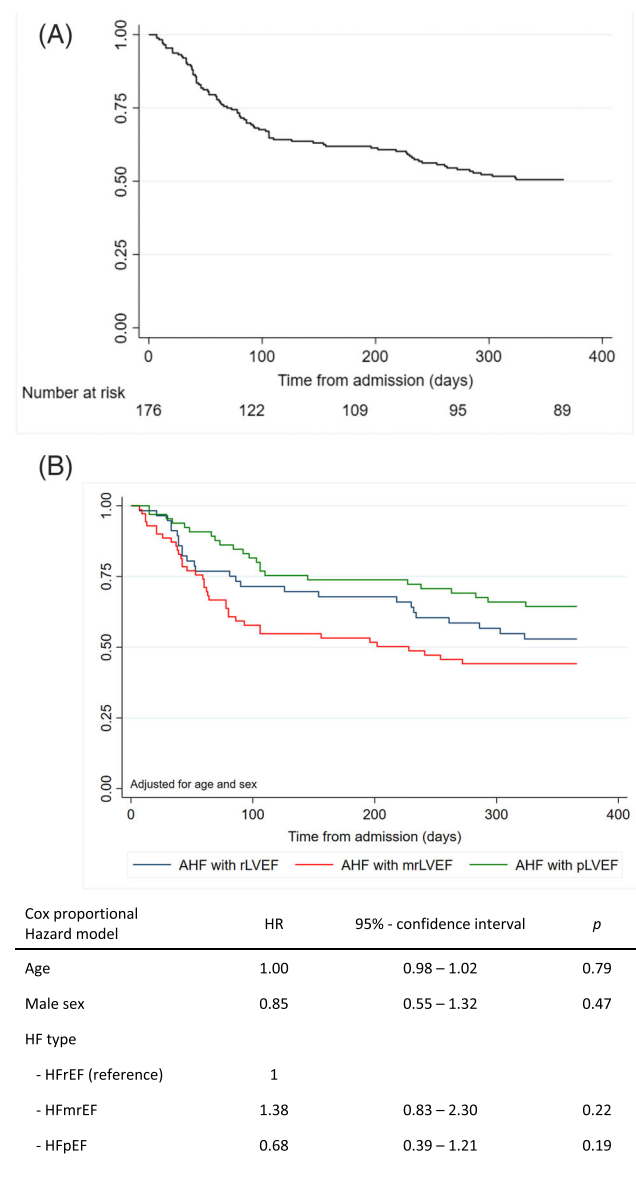 (A)
1.00
0.75
0.50
0.25
0.00
0 100 200 300 400
Time from admission (days)
Number at risk
176 122 109 95 89
(B)
1.00
0.75
0.50
0.25
0.00
Adjusted for age and sex
0 100 200 300 400
Time from admission (days)
AHF with rLVEF AHF with mrLVEF AHF with pLVEF
Cox proportional
Hazard model HR 95% - confidence interval p
Age 1.00 0.98 – 1.02 0.79
Male sex 0.85 0.55 – 1.32 0.47
HF type
- HFrEF (reference) 1
- HFmrEF 1.38 0.83 – 2.30 0.22
- HFpEF 0.68 0.39 – 1.21 0.19